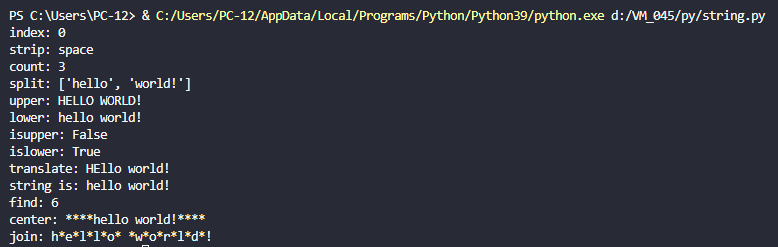 PS C:\Users\PC-12> & C:/Users/PC-12/AppData/Local/Programs/Python/Python39/python.exe d:/VM_045/py/string.py
index: 0
strip: space
count: 3
split: ['hello', 'world!']
upper: HELLO WORLD!
lower: hello world!
isupper: False
islower: True
translate: HEllo world!
string is: hello world!
find: 6
center: ****hello world!****
join: h*e*l*l*o* *w*o*r*l*d*!